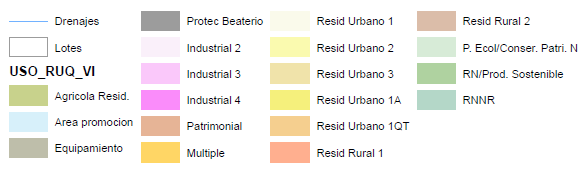 Drenajes
Lotes
USO_RUQ_VI
Agricola Resid.
Area promocion
Equipamiento
Protec Beaterio
Industrial 2
Industrial 3
Industrial 4
Patrimonial
Multiple
Resid Urbano 1
Resid Urbano 2
Resid Urbano 3
Resid Urbano 1A
Resid Urbano 1QT
Resid Rural 1
Resid Rural 2
P. Ecol/Conser. Patri. N
RN/Prod. Sostenible
RNNR